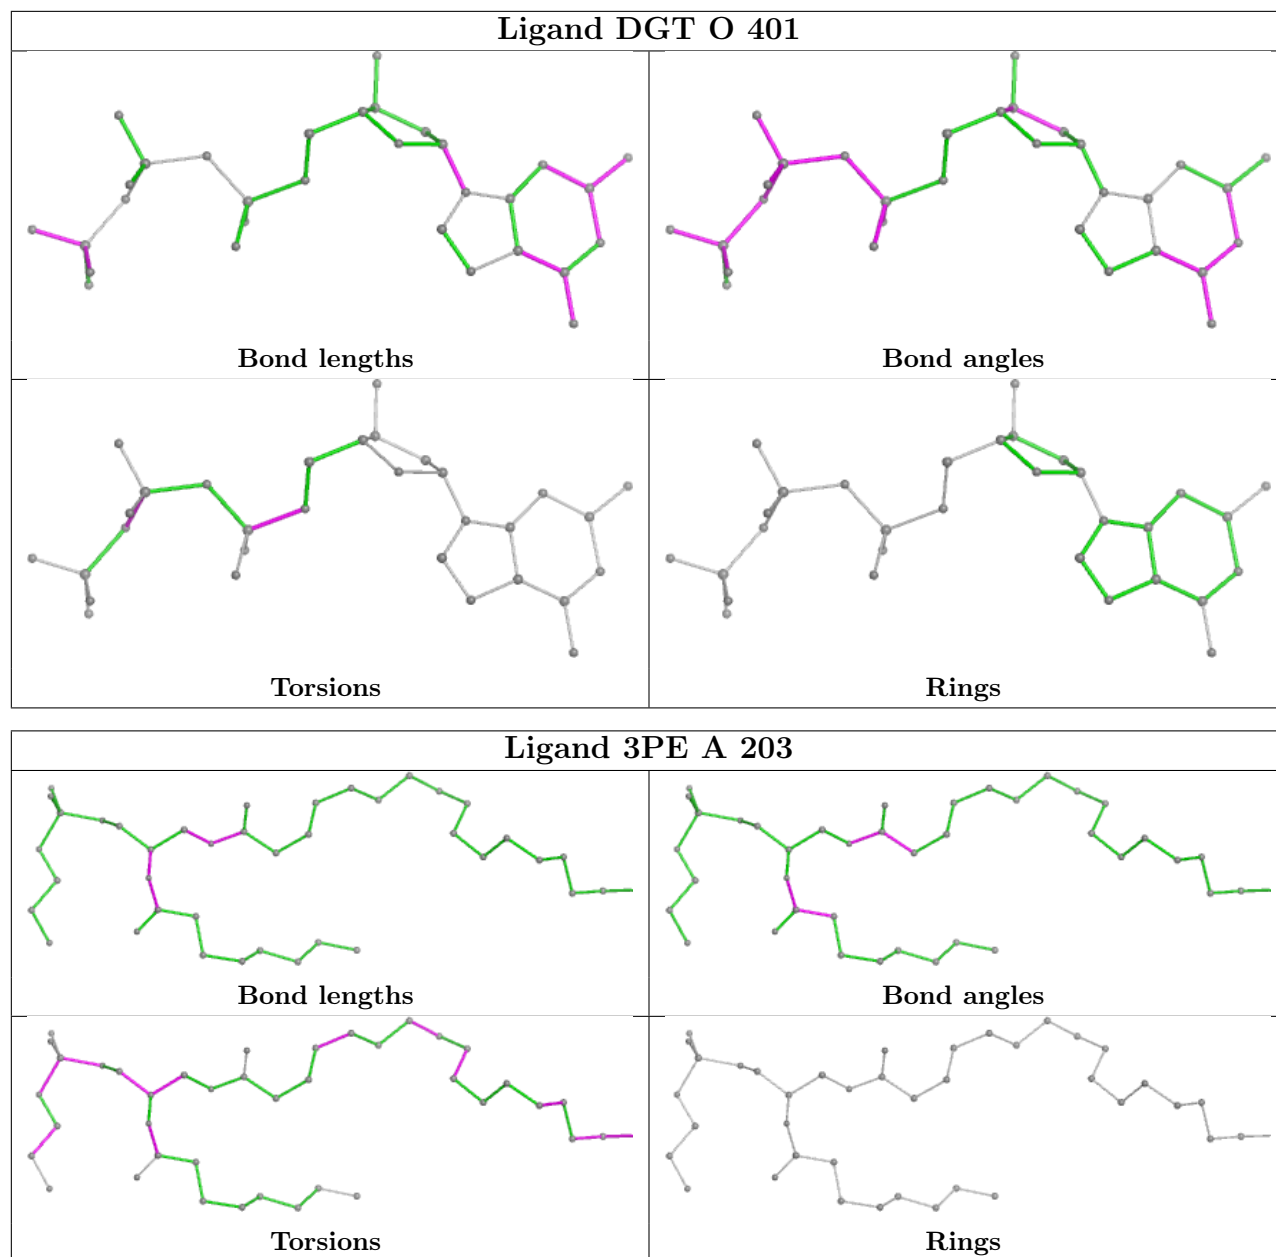 Ligand DGT O 401
Bond lengths
Bond angles
Torsions
Rings
Ligand 3PE A 203
Bond lengths
Bond angles
Torsions
Rings